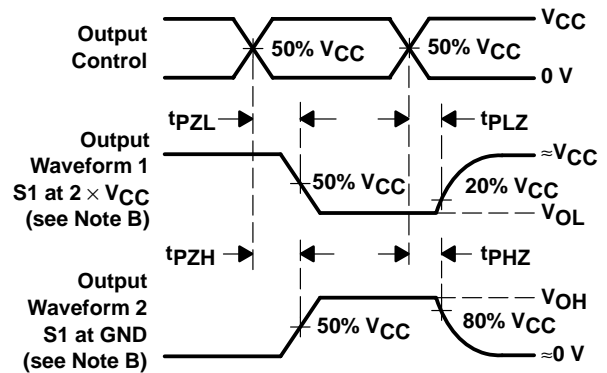 VCC
Output
Control
50% VCC
50% VCC
0 V
tPZL
tPLZ
Output
Waveform 1
S1 at 2 × VCC
(see Note B)
≈VCC
50% VCC
20% VCC
VOL
tPZH
tPHZ
Output
Waveform 2
S1 at GND
(see Note B)
VOH
50% VCC
80% VCC
≈0 V